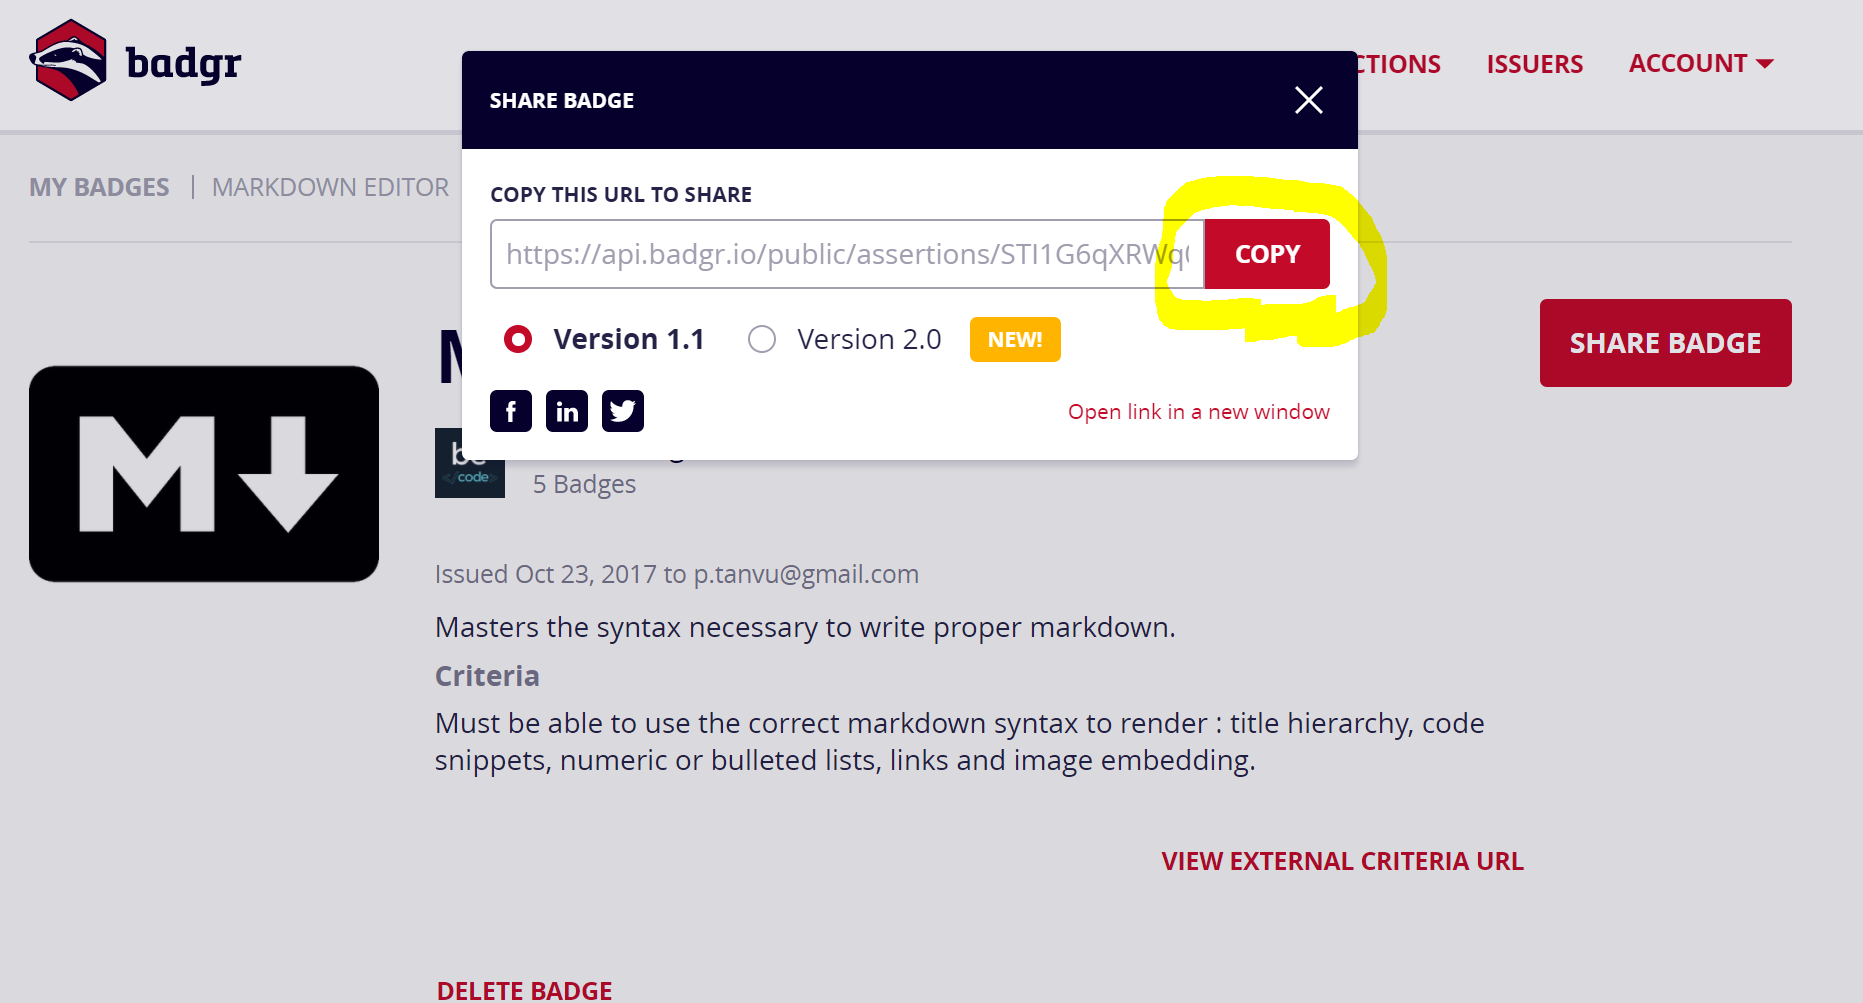 badgr
CTIONS ISSUERS ACCOUNT
SHARE BADGE
MY BADGES | MARKDOWN EDITOR
COPY THIS URL TO SHARE
https://api.badgr.io/public/assertions/STI1G6qXRWq
COPY
Version 1.1 Version 2.0 NEW!
SHARE BADGE
f in
Open link in a new window
M
</code>
5 Badges
Issued Oct 23, 2017 to p.tanvu@gmail.com
Masters the syntax necessary to write proper markdown.
Criteria
Must be able to use the correct markdown syntax to render : title hierarchy, code
snippets, numeric or bulleted lists, links and image embedding.
VIEW EXTERNAL CRITERIA URL
DELETE BADGE